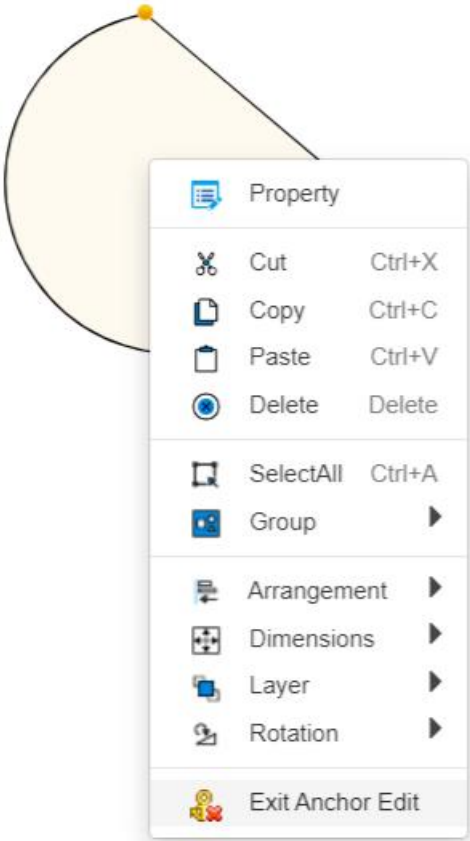 Property
Cut Ctrl+X
Copy Ctrl+C
Paste Ctrl+V
Delete Delete
SelectAll Ctrl+A
Group
Arrangement
Dimensions
Layer
Rotation
Exit Anchor Edit